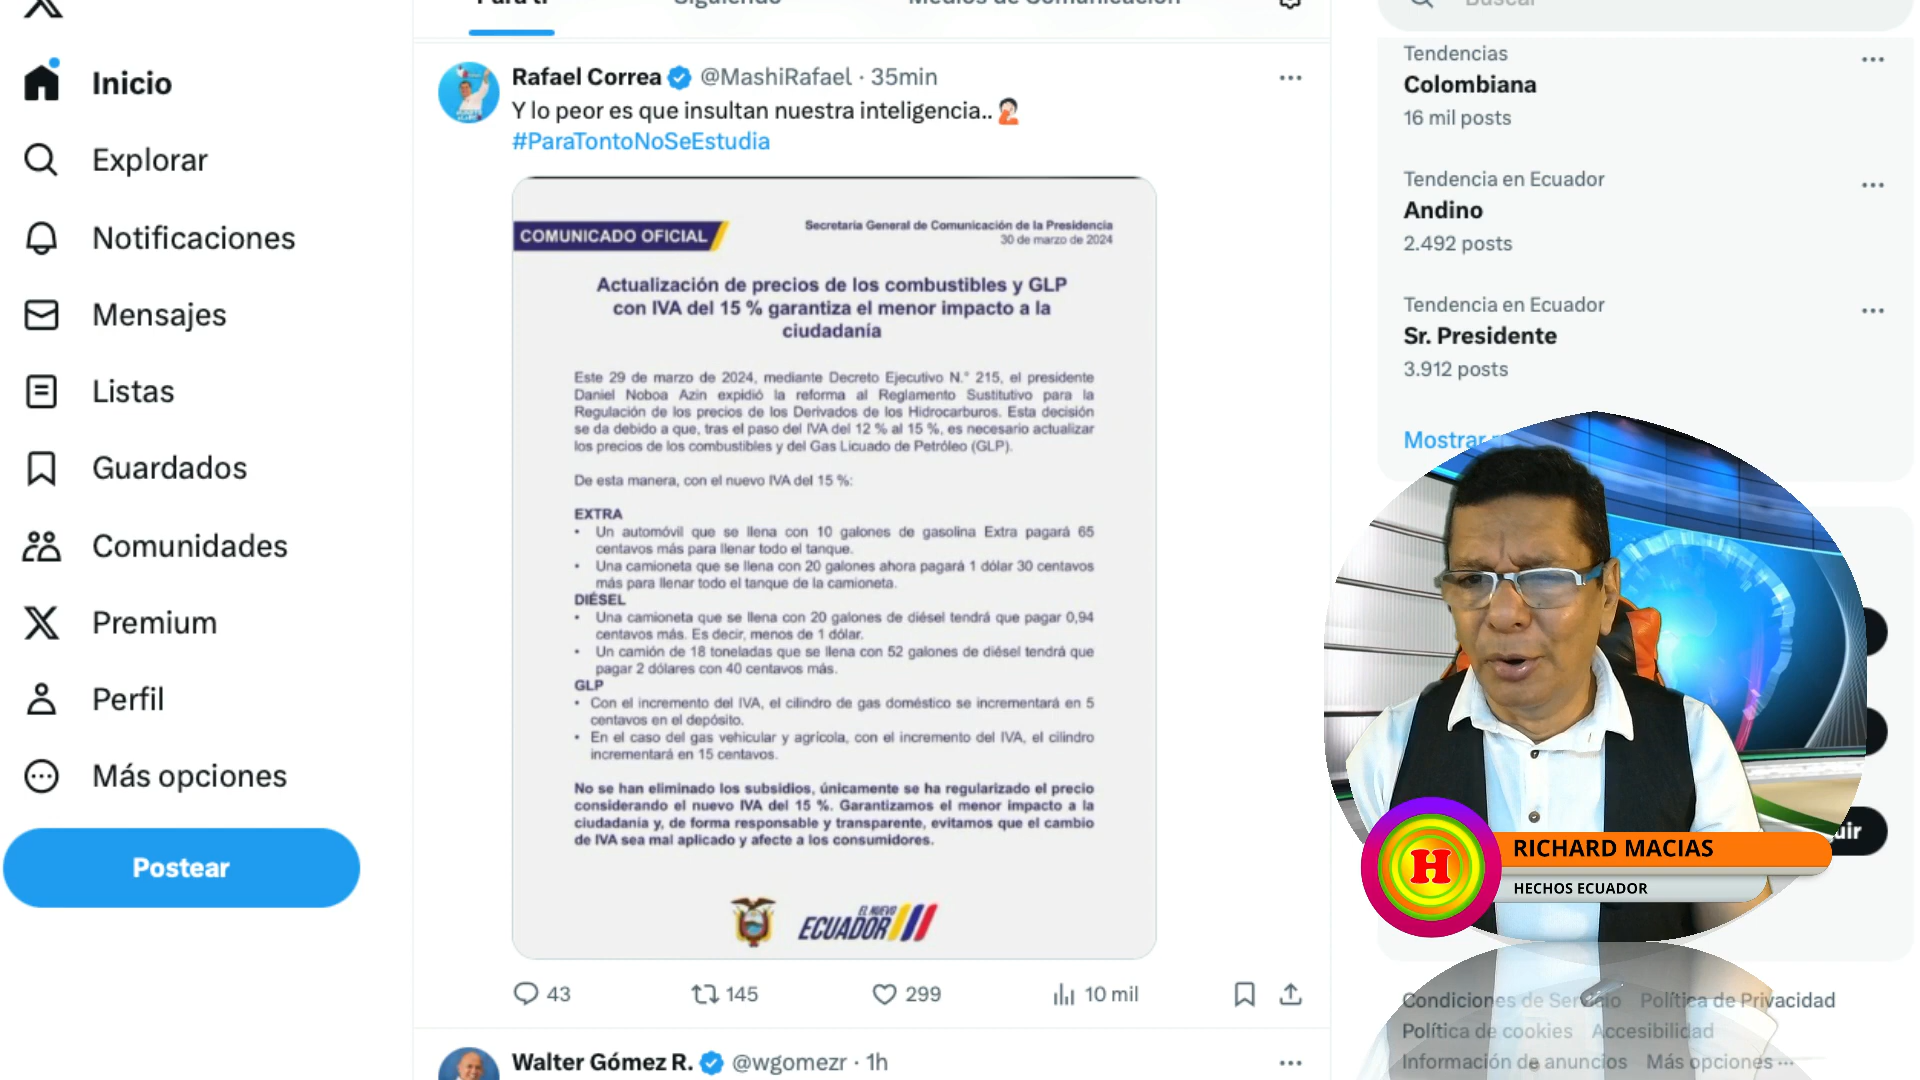 Para ti
Siguiendo
Medios de Comunicación
Buscar
Inicio
Explorar
Notificaciones
Mensajes
Listas
Guardados
Comunidades
Premium
Perfil
Más opciones
Postear
Rafael Correa @MashiRafael · 35min
Y lo peor es que insultan nuestra inteligencia..
#ParaTontoNoSeEstudia
COMUNICADO OFICIAL
Secretaría General de Comunicación de la Presidencia
30 de marzo de 2024
Actualización de precios de los combustibles y GLP
con IVA del 15 % garantiza el menor impacto a la
ciudadanía
Este 29 de marzo de 2024, mediante Decreto Ejecutivo N.° 215, el presidente
Daniel Noboa Azin expidió la reforma al Reglamento Sustitutivo para la
Regulación de los precios de los Derivados de los Hidrocarburos. Esta decisión
se da debido a que, tras el paso del IVA del 12 % al 15 %, es necesario actualizar
los precios de los combustibles y del Gas Licuado de Petróleo (GLP).
De esta manera, con el nuevo IVA del 15 %:
EXTRA
• Un automóvil que se llena con 10 galones de gasolina Extra pagará 65
centavos más para llenar todo el tanque.
• Una camioneta que se llena con 20 galones ahora pagará 1 dólar 30 centavos
más para llenar todo el tanque de la camioneta.
DIÉSEL
• Una camioneta que se llena con 20 galones de diésel tendrá que pagar 0,94
centavos más. Es decir, menos de 1 dólar.
• Un camión de 18 toneladas que se llena con 52 galones de diésel tendrá que
pagar 2 dólares con 40 centavos más.
GLP
• Con el incremento del IVA, el cilindro de gas doméstico se incrementará en 5
centavos en el depósito.
• En el caso del gas vehicular y agrícola, con el incremento del IVA, el cilindro
incrementará en 15 centavos.
No se han eliminado los subsidios, únicamente se ha regularizado el precio
considerando el nuevo IVA del 15 %. Garantizamos el menor impacto a la
ciudadanía y, de forma responsable y transparente, evitamos que el cambio
de IVA sea mal aplicado y afecte a los consumidores.
EL NUEVO
ECUADOR
43
145
299
10 mil
Walter Gómez R. @wgomezr · 1h
Tendencias
Colombiana
16 mil posts
Tendencia en Ecuador
Andino
2.492 posts
Tendencia en Ecuador
Sr. Presidente
3.912 posts
Mostrar
H
RICHARD MACIAS
HECHOS ECUADOR
Condiciones de Servicio Política de Privacidad
Política de cookies Accesibilidad
Información de anuncios Más opciones ···